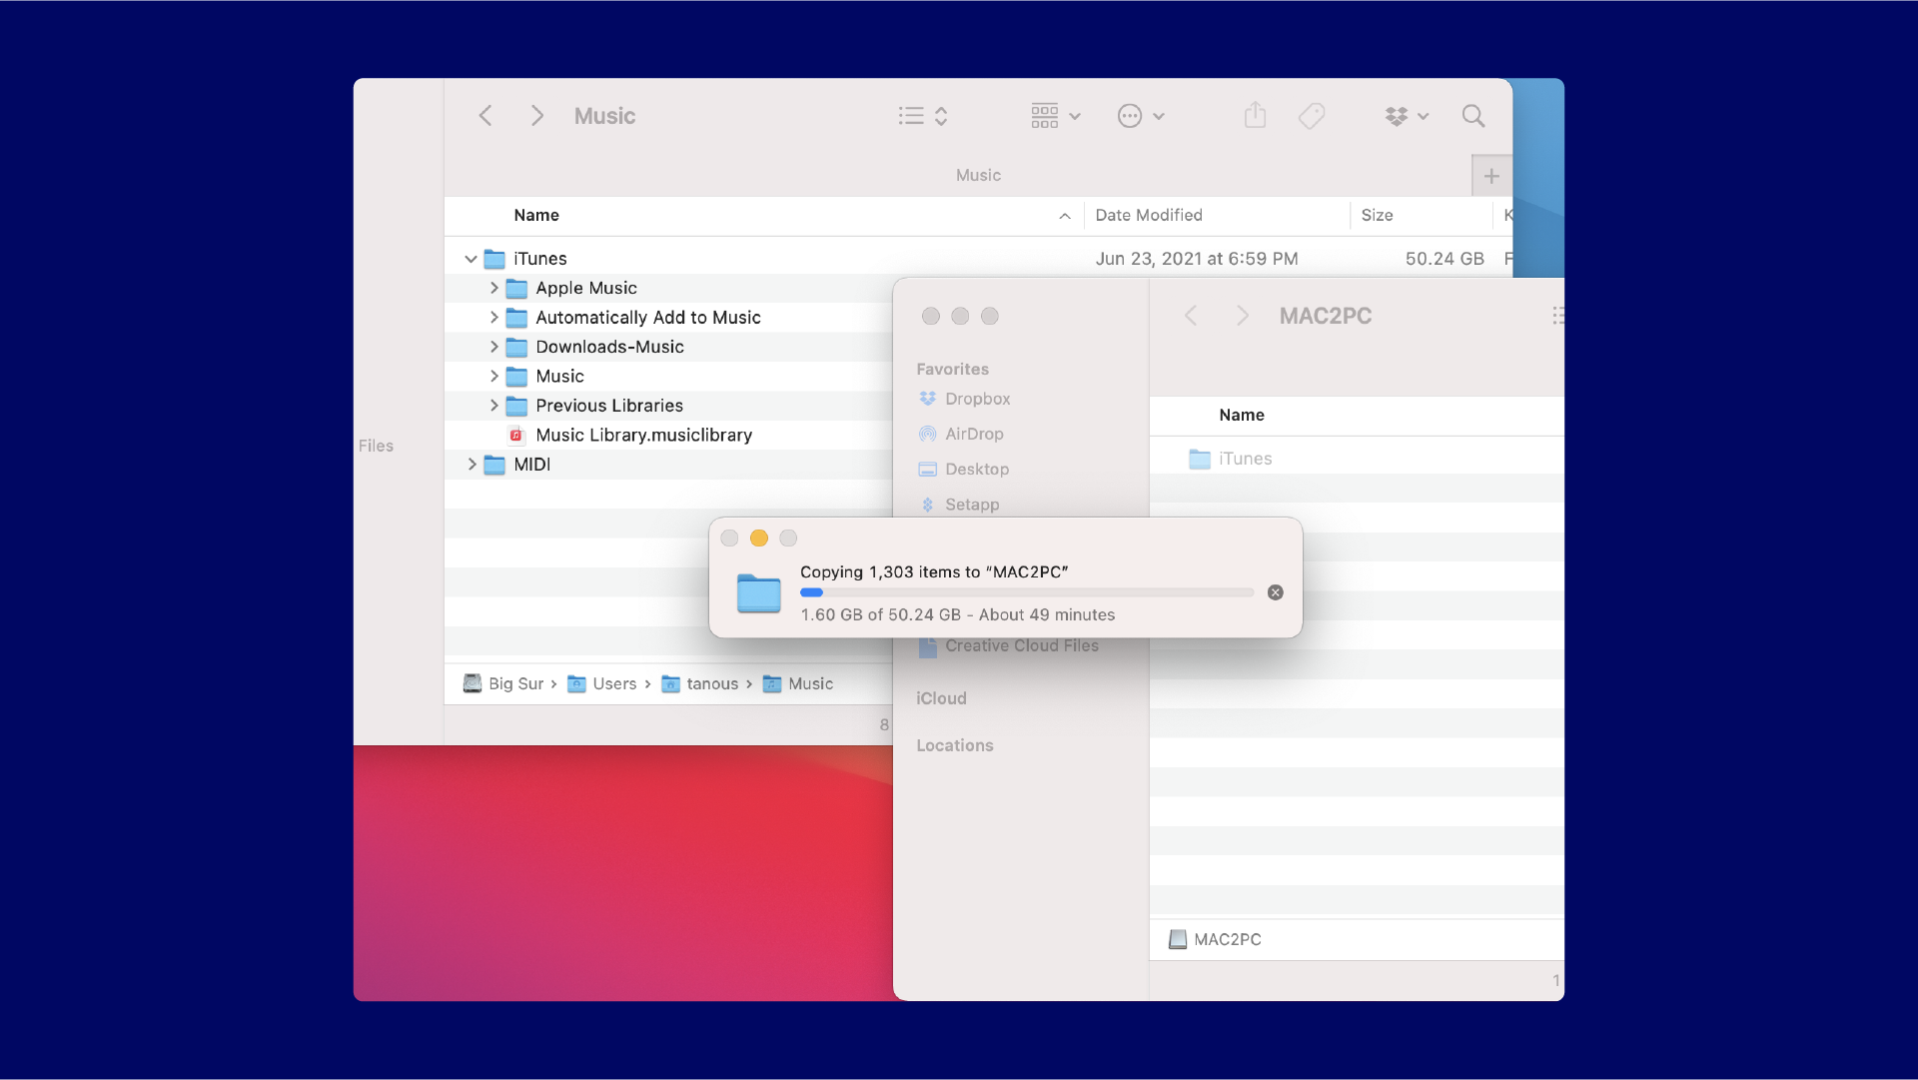 Music
Music
+
Name
Date Modified
Size
K
iTunes
Jun 23, 2021 at 6:59 PM
50.24 GB
F
Apple Music
Automatically Add to Music
Downloads-Music
Music
Previous Libraries
Music Library.musiclibrary
MIDI
Files
Big Sur › Users › tanous › Music
8
MAC2PC
Favorites
Dropbox
AirDrop
Desktop
Setapp
Creative Cloud Files
iCloud
Locations
Name
iTunes
MAC2PC
1
Copying 1,303 items to “MAC2PC”
1.60 GB of 50.24 GB - About 49 minutes